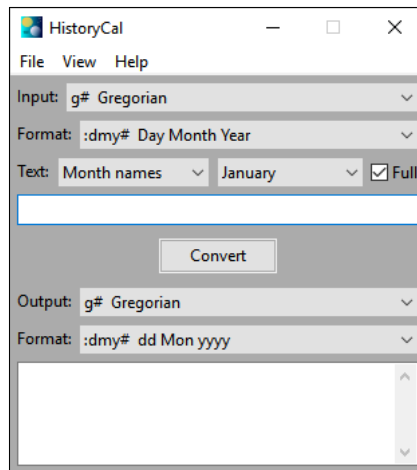 HistoryCal
File View Help
Input: g# Gregorian
Format: :dmy# Day Month Year
Text: Month names January Full
Convert
Output: g# Gregorian
Format: :dmy# dd Mon yyyy